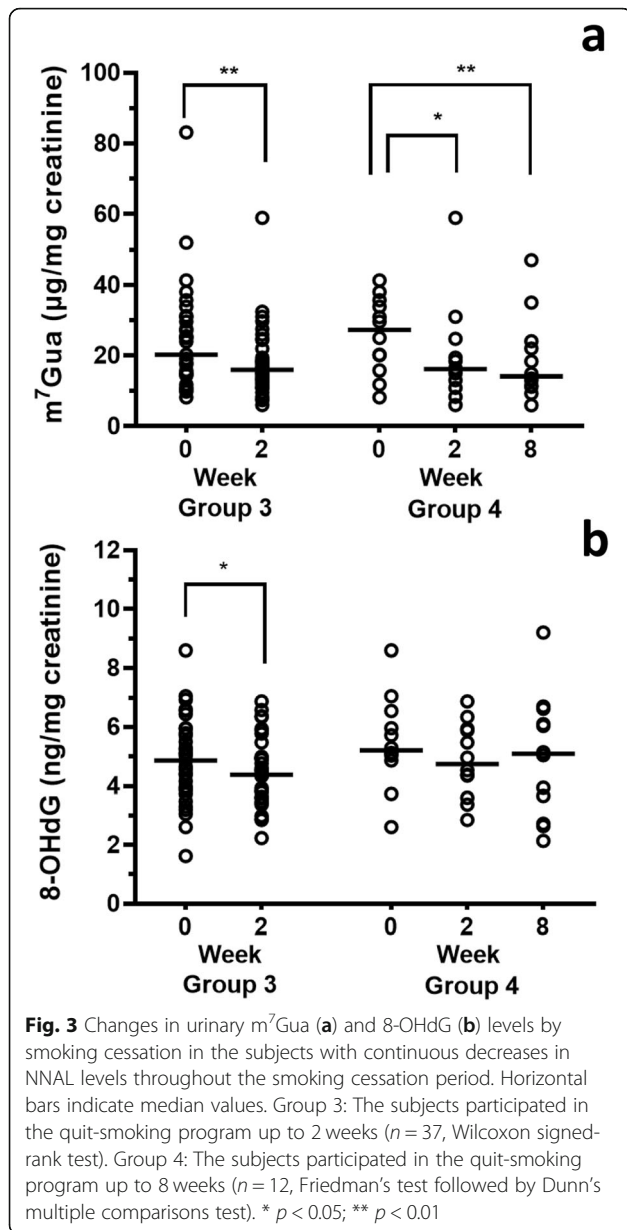 a
100
80
60
40
20
0
m⁷Gua (µg/mg creatinine)
** ** *
0 2 0 2 8
Week Week
Group 3 Group 4
b
12
10
8
6
4
2
0
8-OHdG (ng/mg creatinine)
*
0 2 0 2 8
Week Week
Group 3 Group 4
Fig. 3 Changes in urinary m⁷Gua (a) and 8-OHdG (b) levels by
smoking cessation in the subjects with continuous decreases in
NNAL levels throughout the smoking cessation period. Horizontal
bars indicate median values. Group 3: The subjects participated in
the quit-smoking program up to 2 weeks (n = 37, Wilcoxon signed-
rank test). Group 4: The subjects participated in the quit-smoking
program up to 8 weeks (n = 12, Friedman's test followed by Dunn's
multiple comparisons test). * p < 0.05; ** p < 0.01